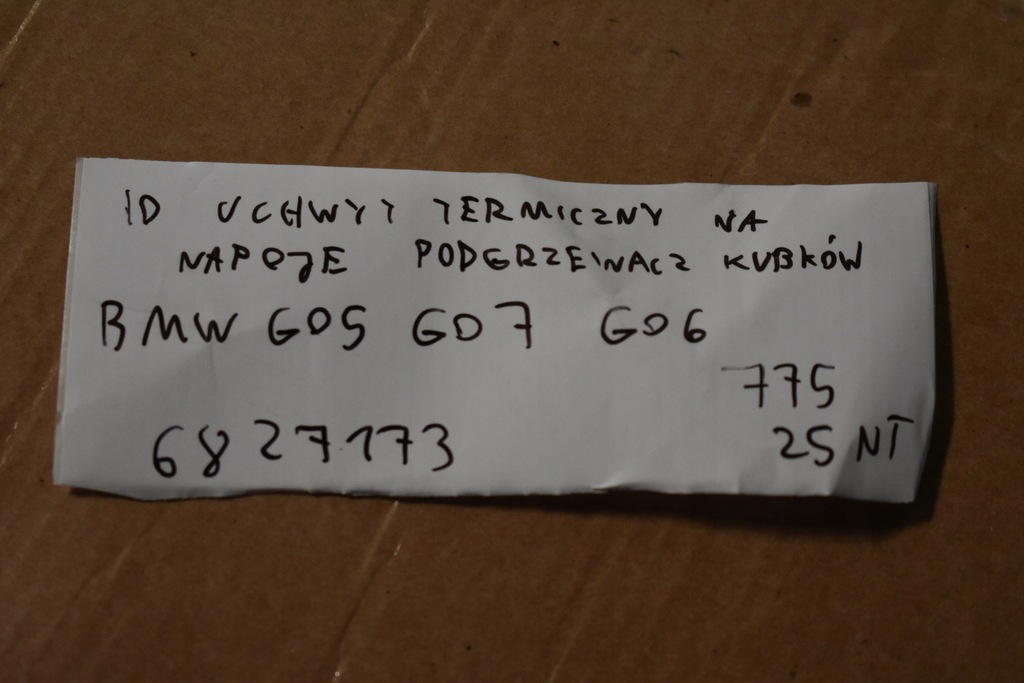 ID UCHWYT TERMICZNY NA
NAPOJE PODGRZEWACZ KUBKÓW
BMW G05 G07 G06
775
6827173 25 NT